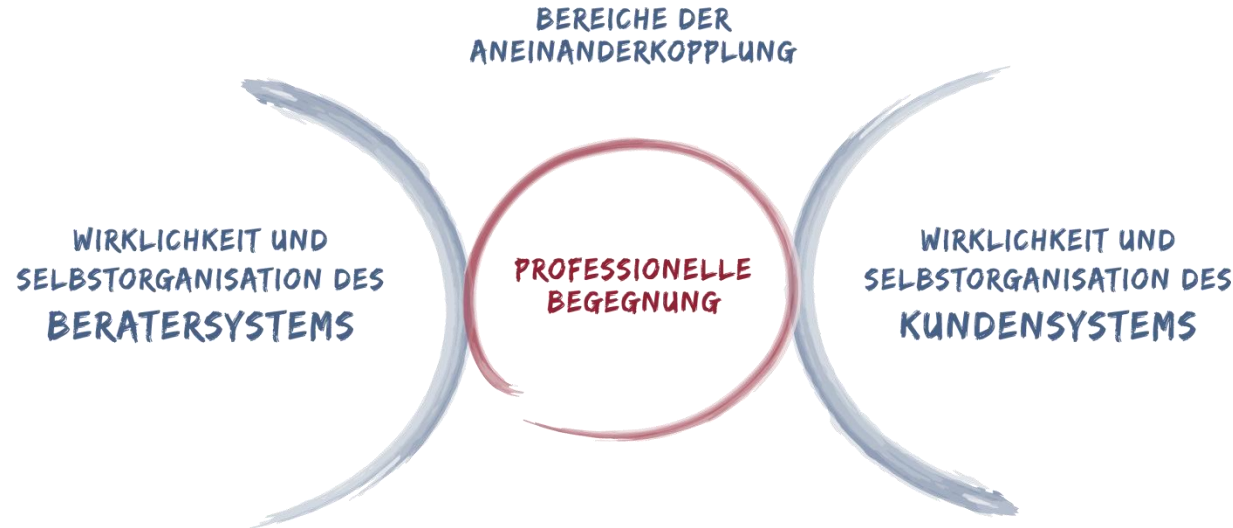 BEREICHE DER
ANEINANDERKOPPLUNG
WIRKLICHKEIT UND
SELBSTORGANISATION DES
BERATERSYSTEMS
PROFESSIONELLE
BEGEGNUNG
WIRKLICHKEIT UND
SELBSTORGANISATION DES
KUNDENSYSTEMS